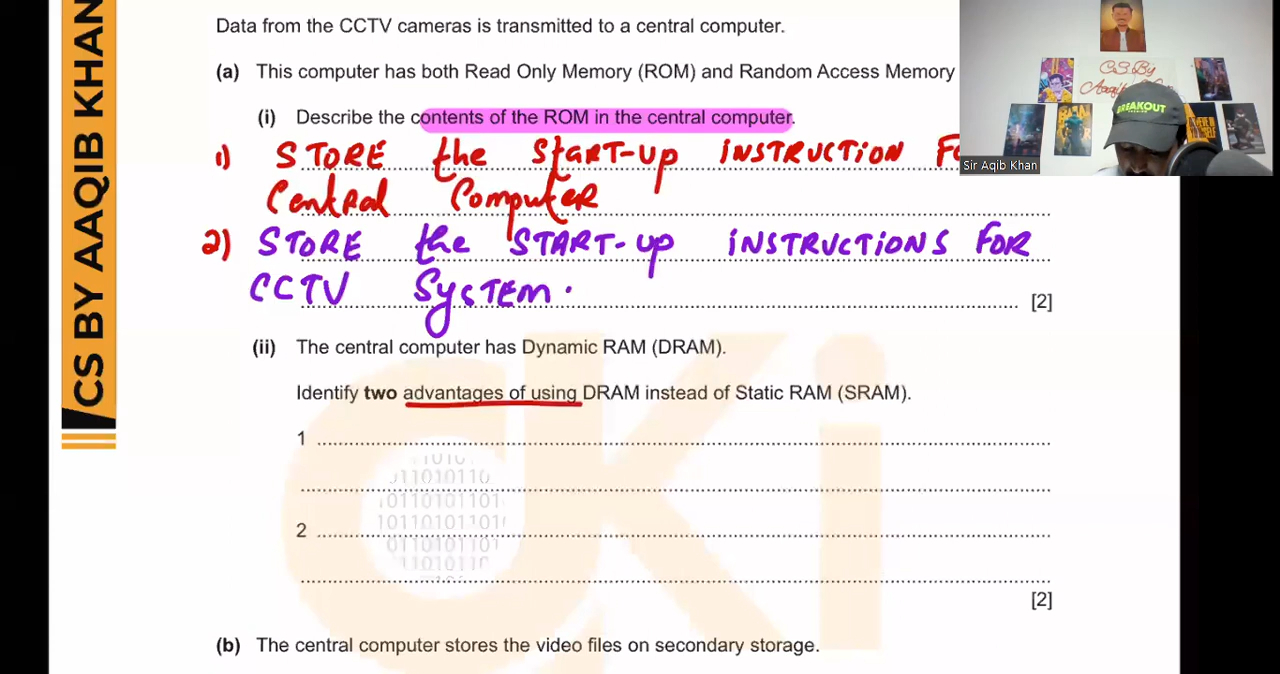 CS BY AAQIB KHAN
Data from the CCTV cameras is transmitted to a central computer.
(a) This computer has both Read Only Memory (ROM) and Random Access Memory
(i) Describe the contents of the ROM in the central computer.
1) STORE the START-UP INSTRUCTION FO
Central Computer
2) STORE the START-UP INSTRUCTIONS FOR
CCTV SYSTEM.
[2]
(ii) The central computer has Dynamic RAM (DRAM).
Identify two advantages of using DRAM instead of Static RAM (SRAM).
1
2
[2]
(b) The central computer stores the video files on secondary storage.
CS By
BREAKOUT
Sir Aqib Khan